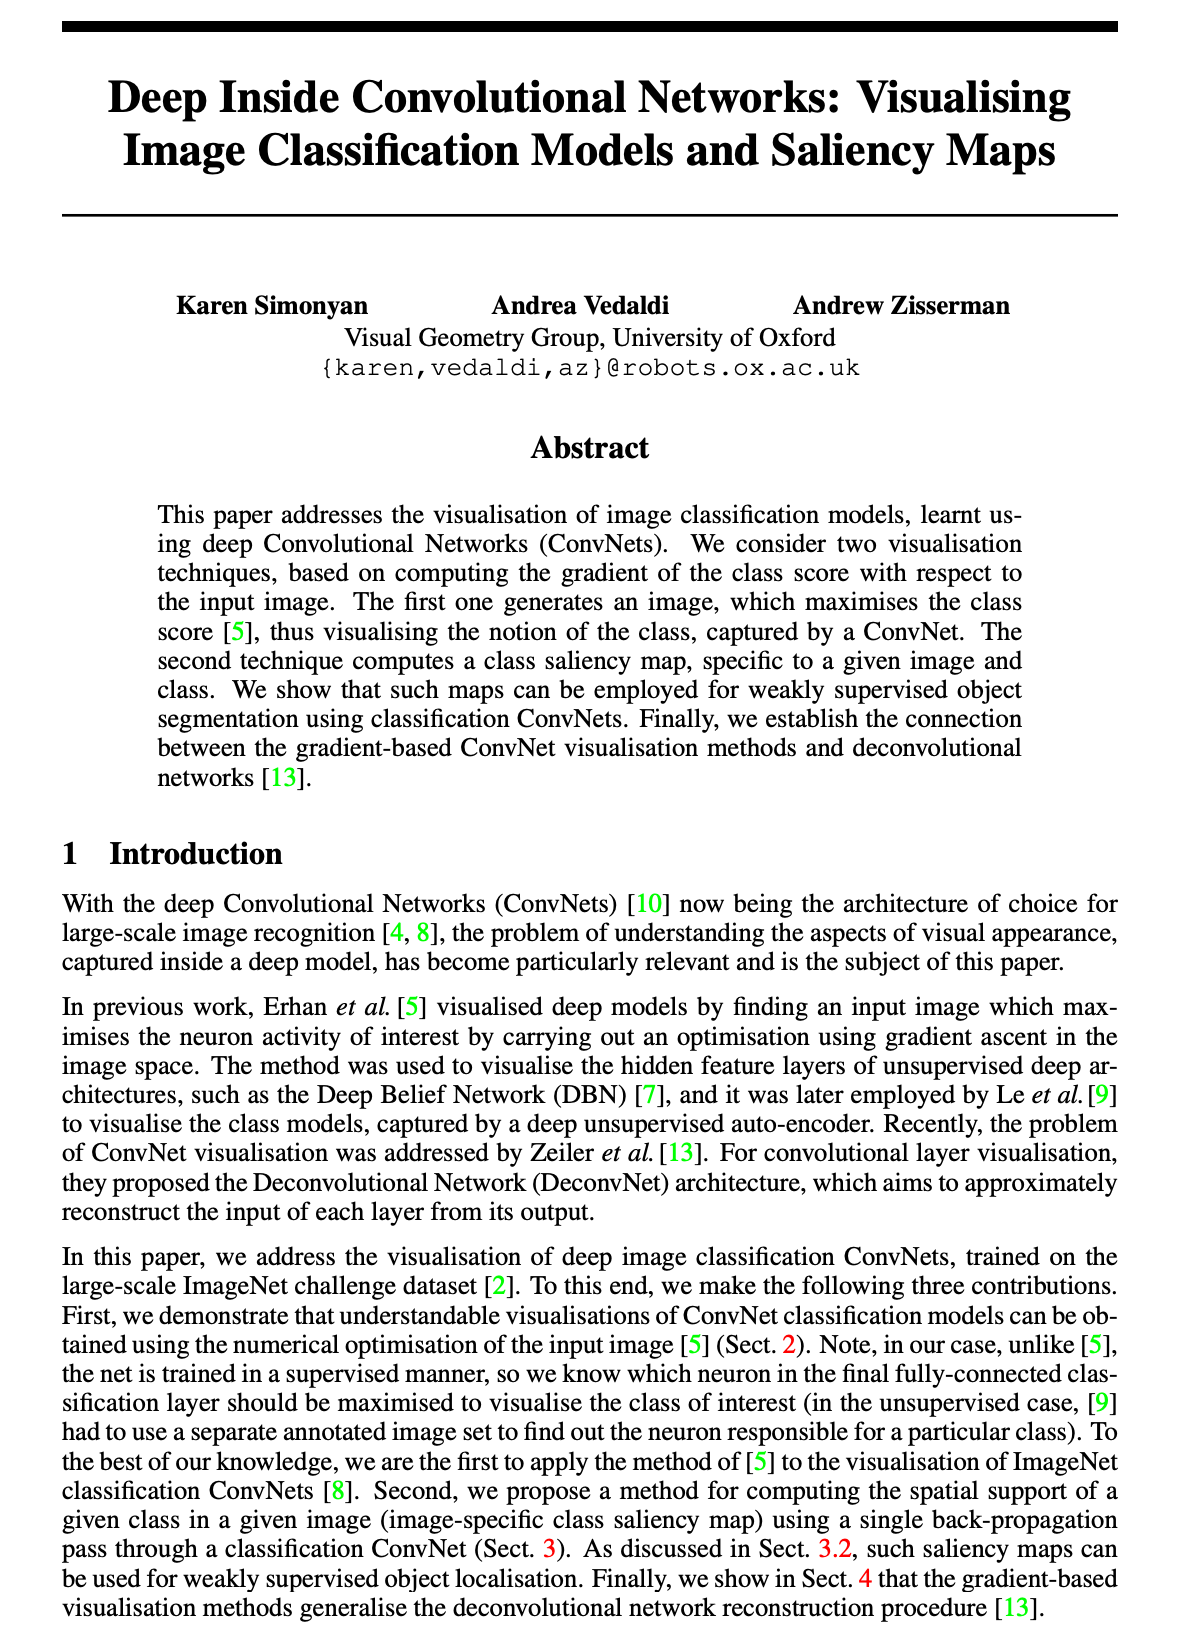 Deep Inside Convolutional Networks: Visualising
Image Classification Models and Saliency Maps
Karen Simonyan Andrea Vedaldi Andrew Zisserman
Visual Geometry Group, University of Oxford
{karen,vedaldi,az}@robots.ox.ac.uk
Abstract
This paper addresses the visualisation of image classification models, learnt us-
ing deep Convolutional Networks (ConvNets). We consider two visualisation
techniques, based on computing the gradient of the class score with respect to
the input image. The first one generates an image, which maximises the class
score [5], thus visualising the notion of the class, captured by a ConvNet. The
second technique computes a class saliency map, specific to a given image and
class. We show that such maps can be employed for weakly supervised object
segmentation using classification ConvNets. Finally, we establish the connection
between the gradient-based ConvNet visualisation methods and deconvolutional
networks [13].
1 Introduction
With the deep Convolutional Networks (ConvNets) [10] now being the architecture of choice for
large-scale image recognition [4, 8], the problem of understanding the aspects of visual appearance,
captured inside a deep model, has become particularly relevant and is the subject of this paper.
In previous work, Erhan et al. [5] visualised deep models by finding an input image which max-
imises the neuron activity of interest by carrying out an optimisation using gradient ascent in the
image space. The method was used to visualise the hidden feature layers of unsupervised deep ar-
chitectures, such as the Deep Belief Network (DBN) [7], and it was later employed by Le et al. [9]
to visualise the class models, captured by a deep unsupervised auto-encoder. Recently, the problem
of ConvNet visualisation was addressed by Zeiler et al. [13]. For convolutional layer visualisation,
they proposed the Deconvolutional Network (DeconvNet) architecture, which aims to approximately
reconstruct the input of each layer from its output.
In this paper, we address the visualisation of deep image classification ConvNets, trained on the
large-scale ImageNet challenge dataset [2]. To this end, we make the following three contributions.
First, we demonstrate that understandable visualisations of ConvNet classification models can be ob-
tained using the numerical optimisation of the input image [5] (Sect. 2). Note, in our case, unlike [5],
the net is trained in a supervised manner, so we know which neuron in the final fully-connected clas-
sification layer should be maximised to visualise the class of interest (in the unsupervised case, [9]
had to use a separate annotated image set to find out the neuron responsible for a particular class). To
the best of our knowledge, we are the first to apply the method of [5] to the visualisation of ImageNet
classification ConvNets [8]. Second, we propose a method for computing the spatial support of a
given class in a given image (image-specific class saliency map) using a single back-propagation
pass through a classification ConvNet (Sect. 3). As discussed in Sect. 3.2, such saliency maps can
be used for weakly supervised object localisation. Finally, we show in Sect. 4 that the gradient-based
visualisation methods generalise the deconvolutional network reconstruction procedure [13].